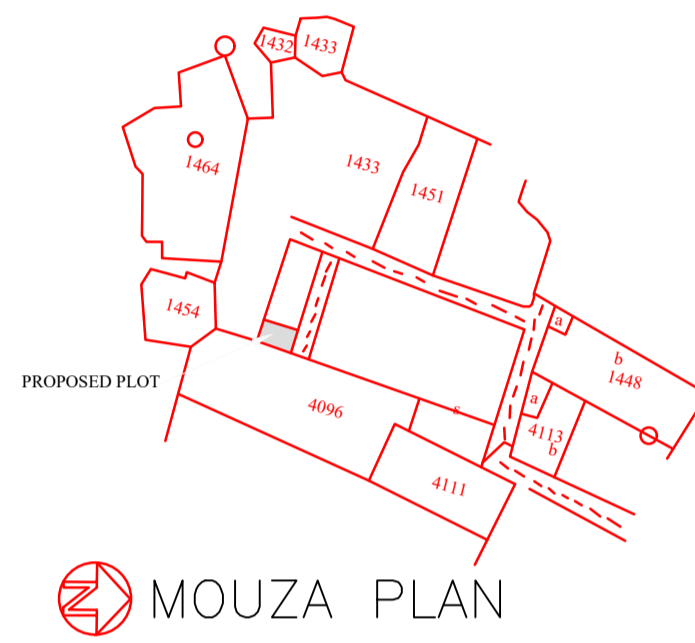 1432 1433
1464
1433
1451
1454
a
b
1448
PROPOSED PLOT
a
4096
s
4113
b
4111
N
MOUZA PLAN